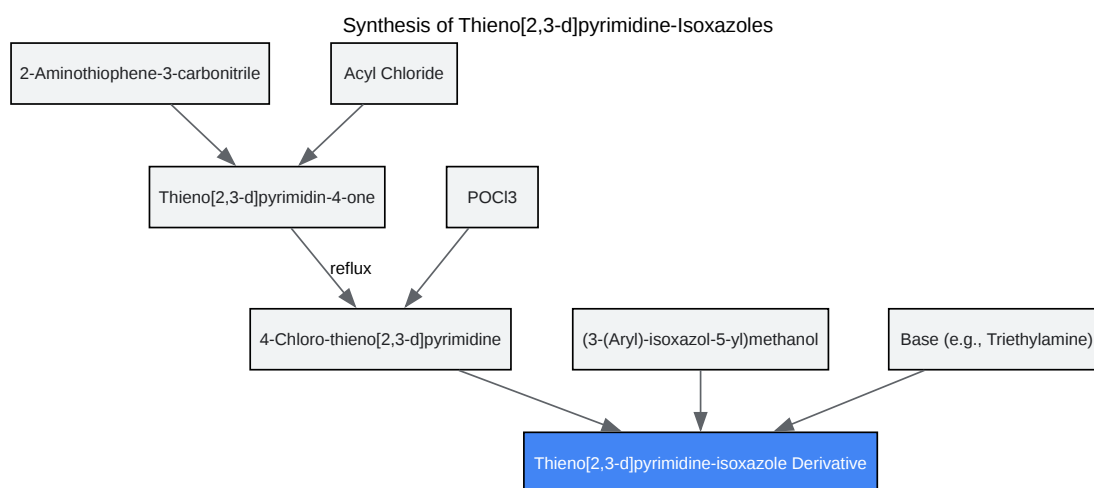 Synthesis of Thieno[2,3-d]pyrimidine-Isoxazoles
2-Aminothiophene-3-carbonitrile
Acyl Chloride
Thieno[2,3-d]pyrimidin-4-one
POCl3
reflux
4-Chloro-thieno[2,3-d]pyrimidine
(3-(Aryl)-isoxazol-5-yl)methanol
Base (e.g., Triethylamine)
Thieno[2,3-d]pyrimidine-isoxazole Derivative